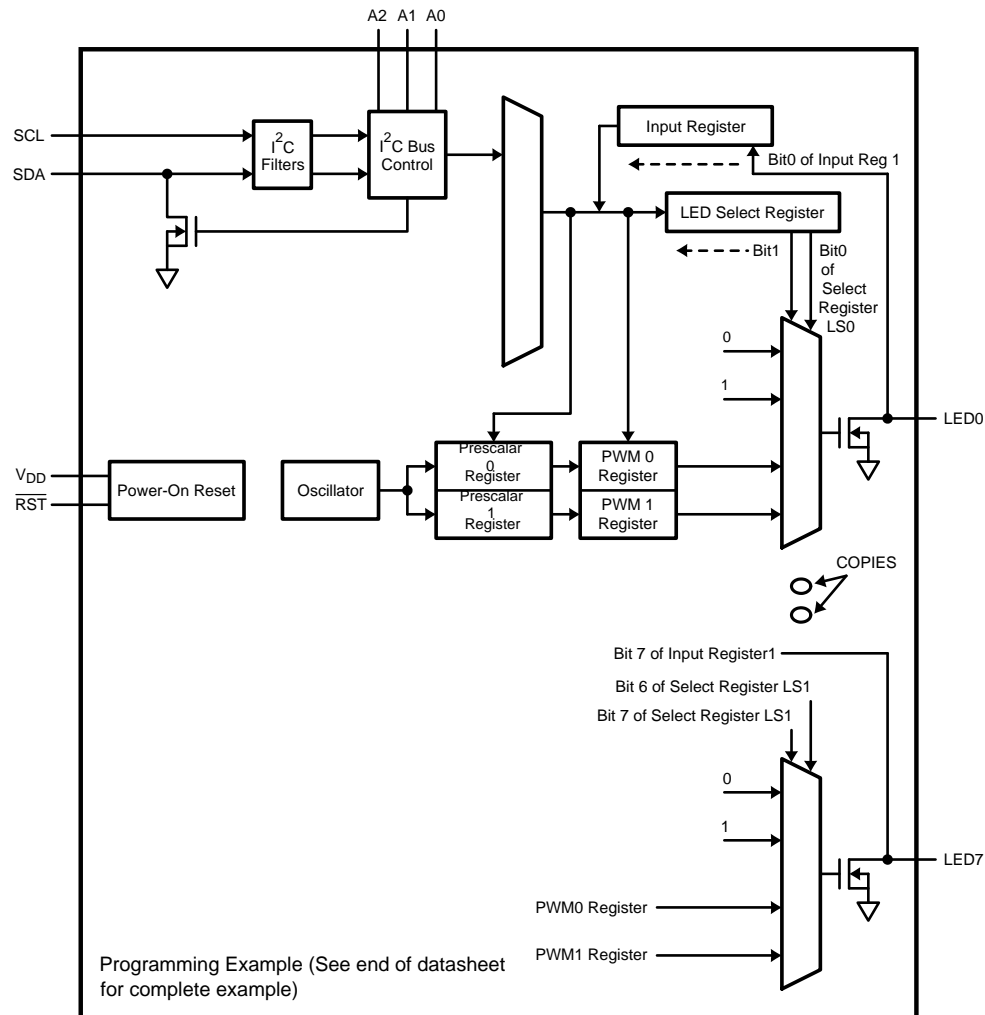 A2 A1 A0
SCL
SDA
I2C
Filters
I2C Bus
Control
Input Register
Bit0 of Input Reg 1
LED Select Register
Bit1
Bit0
of
Select
Register
LS0
0
1
LED0
VDD
RST
Power-On Reset
Oscillator
Prescalar
0
Register
Prescalar
1
Register
PWM 0
Register
PWM 1
Register
COPIES
Bit 7 of Input Register1
Bit 6 of Select Register LS1
Bit 7 of Select Register LS1
0
1
LED7
PWM0 Register
PWM1 Register
Programming Example (See end of datasheet
for complete example)